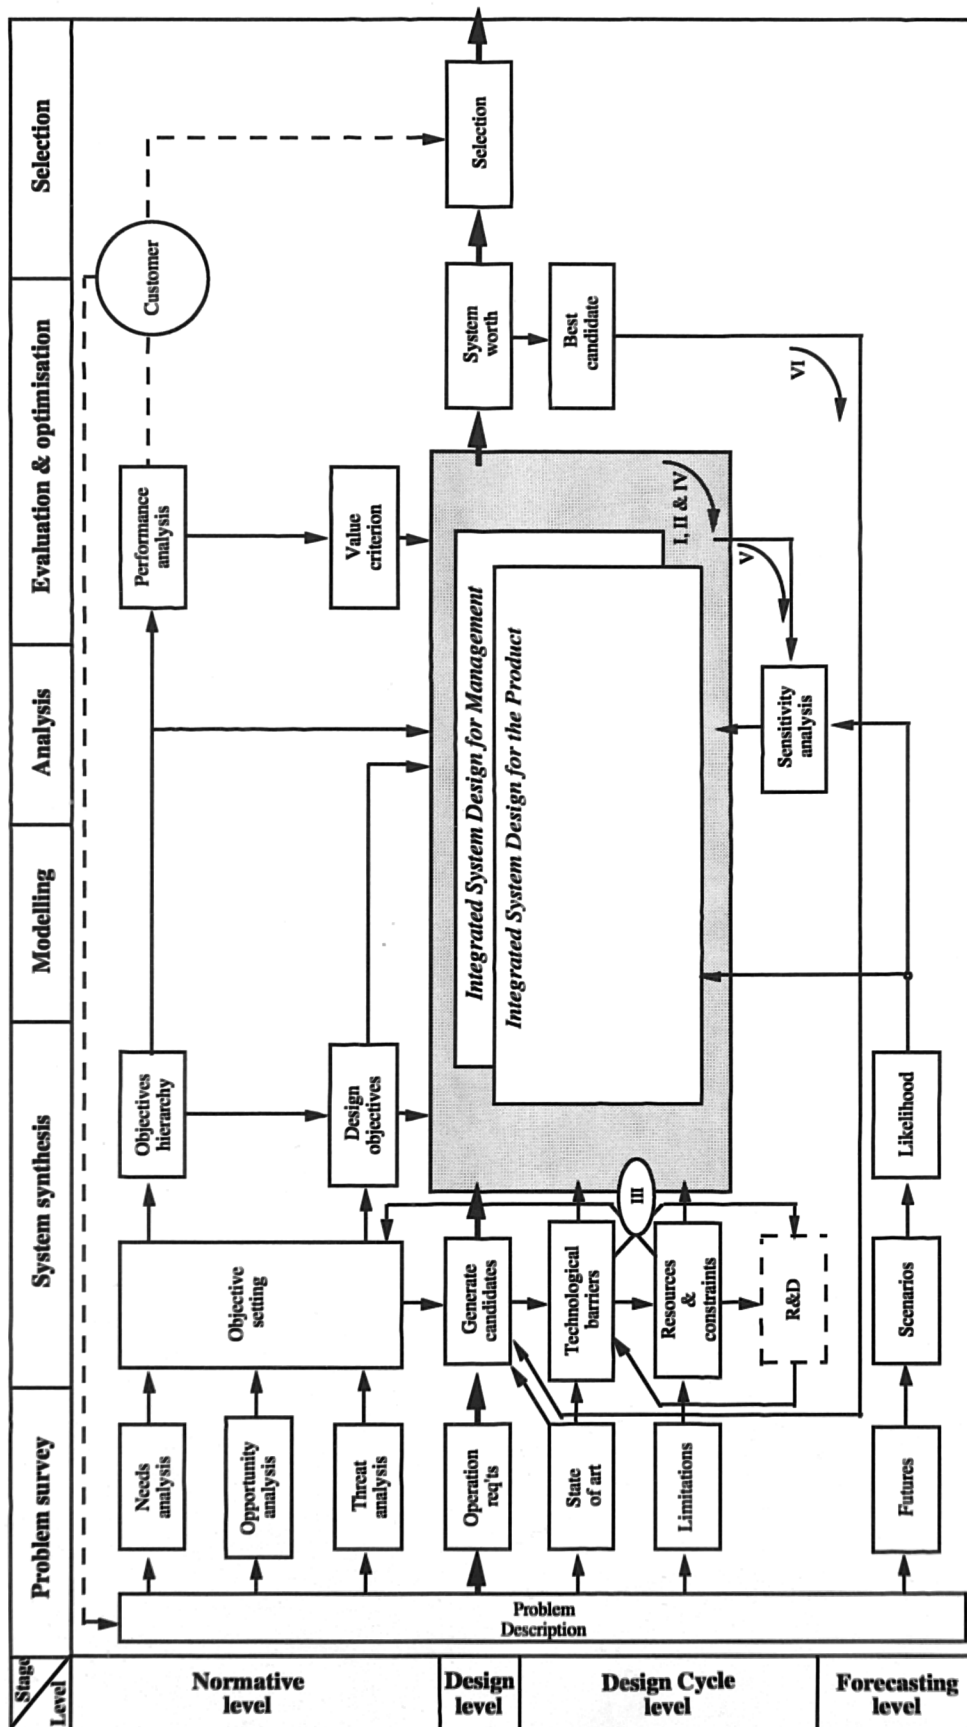 Stage
Level
Problem survey
System synthesis
Modelling
Analysis
Evaluation & optimisation
Selection
Normative
level
Design
level
Design Cycle
level
Forecasting
level
Problem
Description
Needs
analysis
Opportunity
analysis
Threat
analysis
Operation
req'ts
State
of art
Limitations
Futures
Objective
setting
Generate
candidates
Technological
barriers
Resources
&
constraints
R&D
Scenarios
III
Objectives
hierarchy
Design
objectives
Likelihood
Integrated System Design for Management
Integrated System Design for the Product
Sensitivity
analysis
Performance
analysis
Value
criterion
I, II & IV
V
VI
System
worth
Best
candidate
Customer
Selection